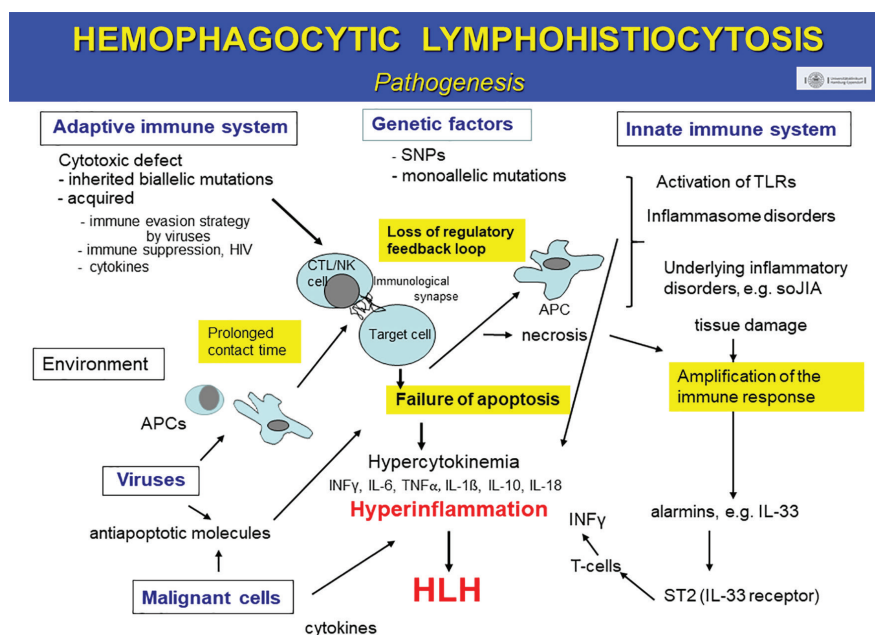 HEMOPHAGOCYTIC LYMPHOHISTIOCYTOSIS
Pathogenesis
Adaptive immune system
Cytotoxic defect
- inherited biallelic mutations
- acquired
- immune evasion strategy
by viruses
- immune suppression, HIV
- cytokines
Genetic factors
- SNPs
- monoallelic mutations
Innate immune system
Activation of TLRs
Inflammasome disorders
Underlying inflammatory
disorders, e.g. soJIA
Loss of regulatory
feedback loop
CTL/NK
cell
Immunological
synapse
APC
Target cell
necrosis
tissue damage
Prolonged
contact time
Environment
APCs
Amplification of the
immune response
Failure of apoptosis
Viruses
antiapoptotic molecules
Malignant cells
cytokines
Hypercytokinemia
INFγ, IL-6, TNFα, IL-1ß, IL-10, IL-18
Hyperinflammation
HLH
alarmins, e.g. IL-33
INFγ
T-cells
ST2 (IL-33 receptor)